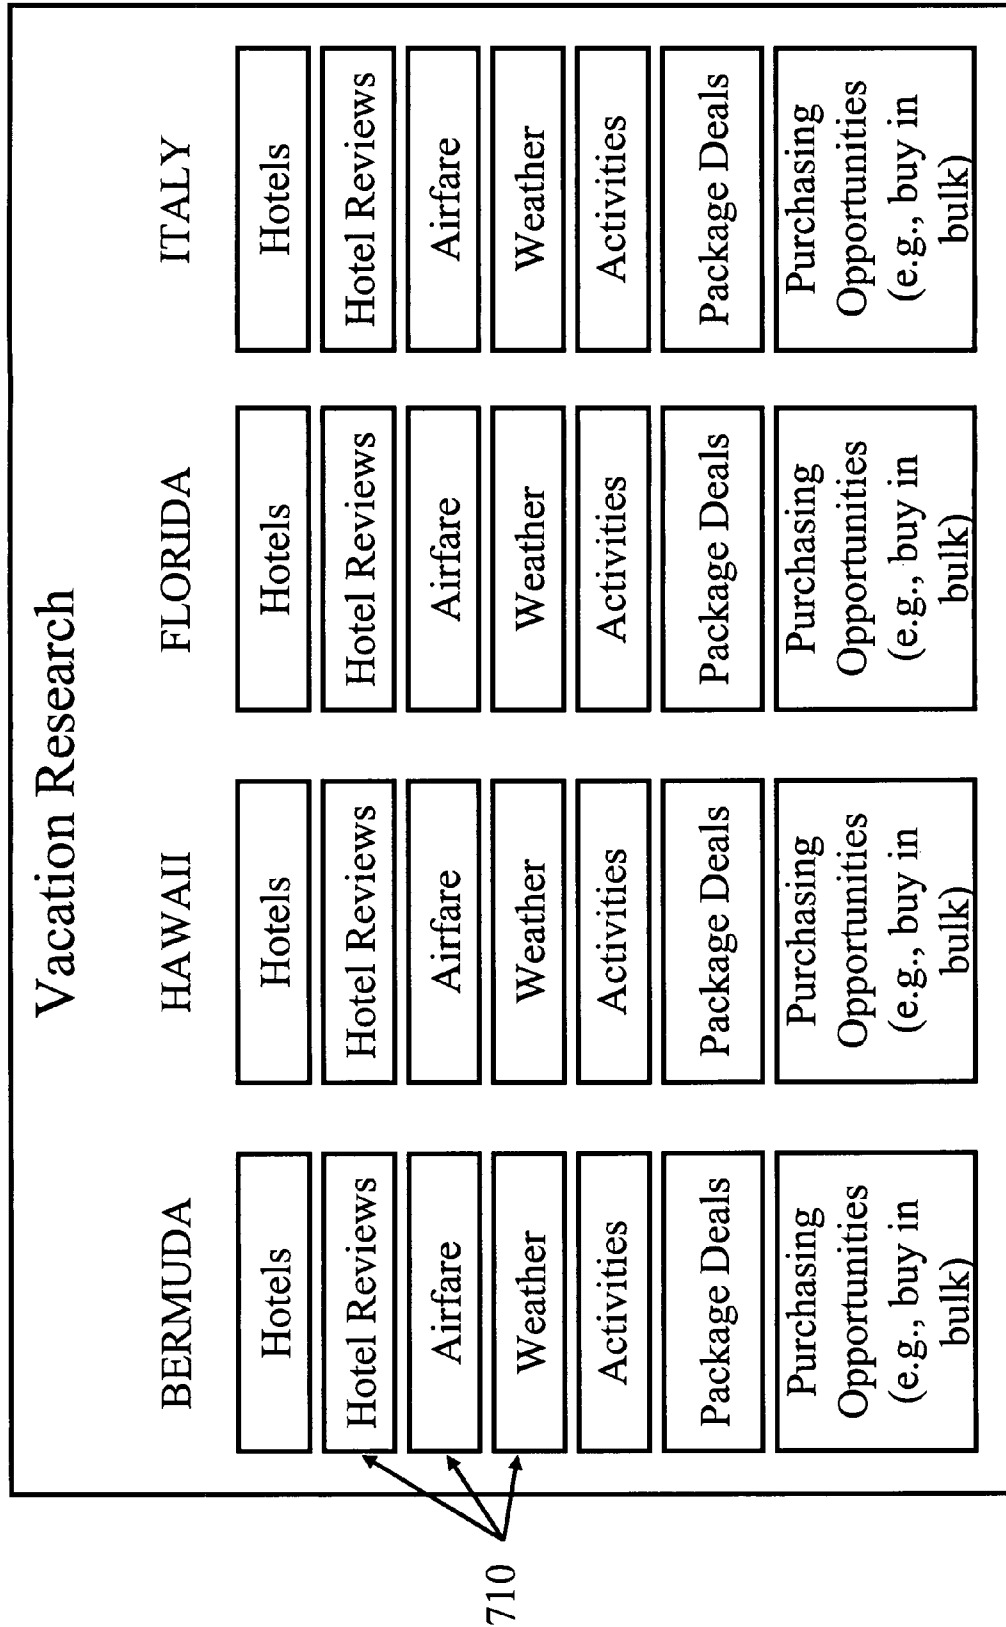 Vacation Research
BERMUDA
Hotels
Hotel Reviews
Airfare
Weather
Activities
Package Deals
Purchasing
Opportunities
(e.g., buy in
bulk)
HAWAII
Hotels
Hotel Reviews
Airfare
Weather
Activities
Package Deals
Purchasing
Opportunities
(e.g., buy in
bulk)
FLORIDA
Hotels
Hotel Reviews
Airfare
Weather
Activities
Package Deals
Purchasing
Opportunities
(e.g., buy in
bulk)
ITALY
Hotels
Hotel Reviews
Airfare
Weather
Activities
Package Deals
Purchasing
Opportunities
(e.g., buy in
bulk)
710